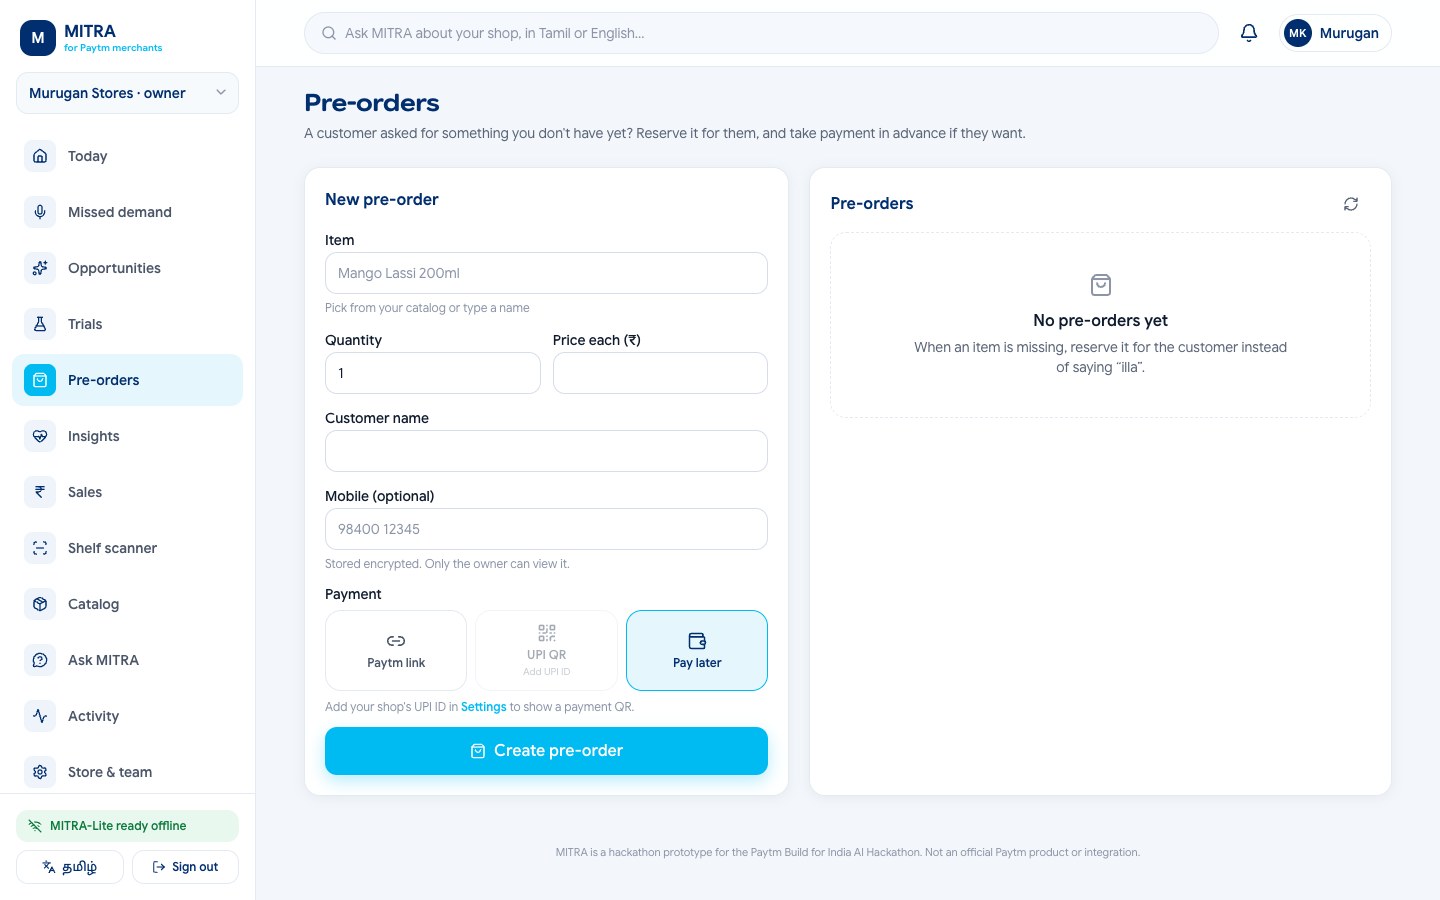 M
MITRA
for Paytm merchants
Murugan Stores · owner
Today
Missed demand
Opportunities
Trials
Pre-orders
Insights
Sales
Shelf scanner
Catalog
Ask MITRA
Activity
Store & team
MITRA-Lite ready offline
தமிழ்
Sign out
Ask MITRA about your shop, in Tamil or English...
MK
Murugan
Pre-orders
A customer asked for something you don't have yet? Reserve it for them, and take payment in advance if they want.
New pre-order
Item
Mango Lassi 200ml
Pick from your catalog or type a name
Quantity
Price each (₹)
1
Customer name
Mobile (optional)
98400 12345
Stored encrypted. Only the owner can view it.
Payment
Paytm link
UPI QR
Add UPI ID
Pay later
Add your shop's UPI ID in Settings to show a payment QR.
Create pre-order
Pre-orders
No pre-orders yet
When an item is missing, reserve it for the customer instead
of saying “illa”.
MITRA is a hackathon prototype for the Paytm Build for India AI Hackathon. Not an official Paytm product or integration.